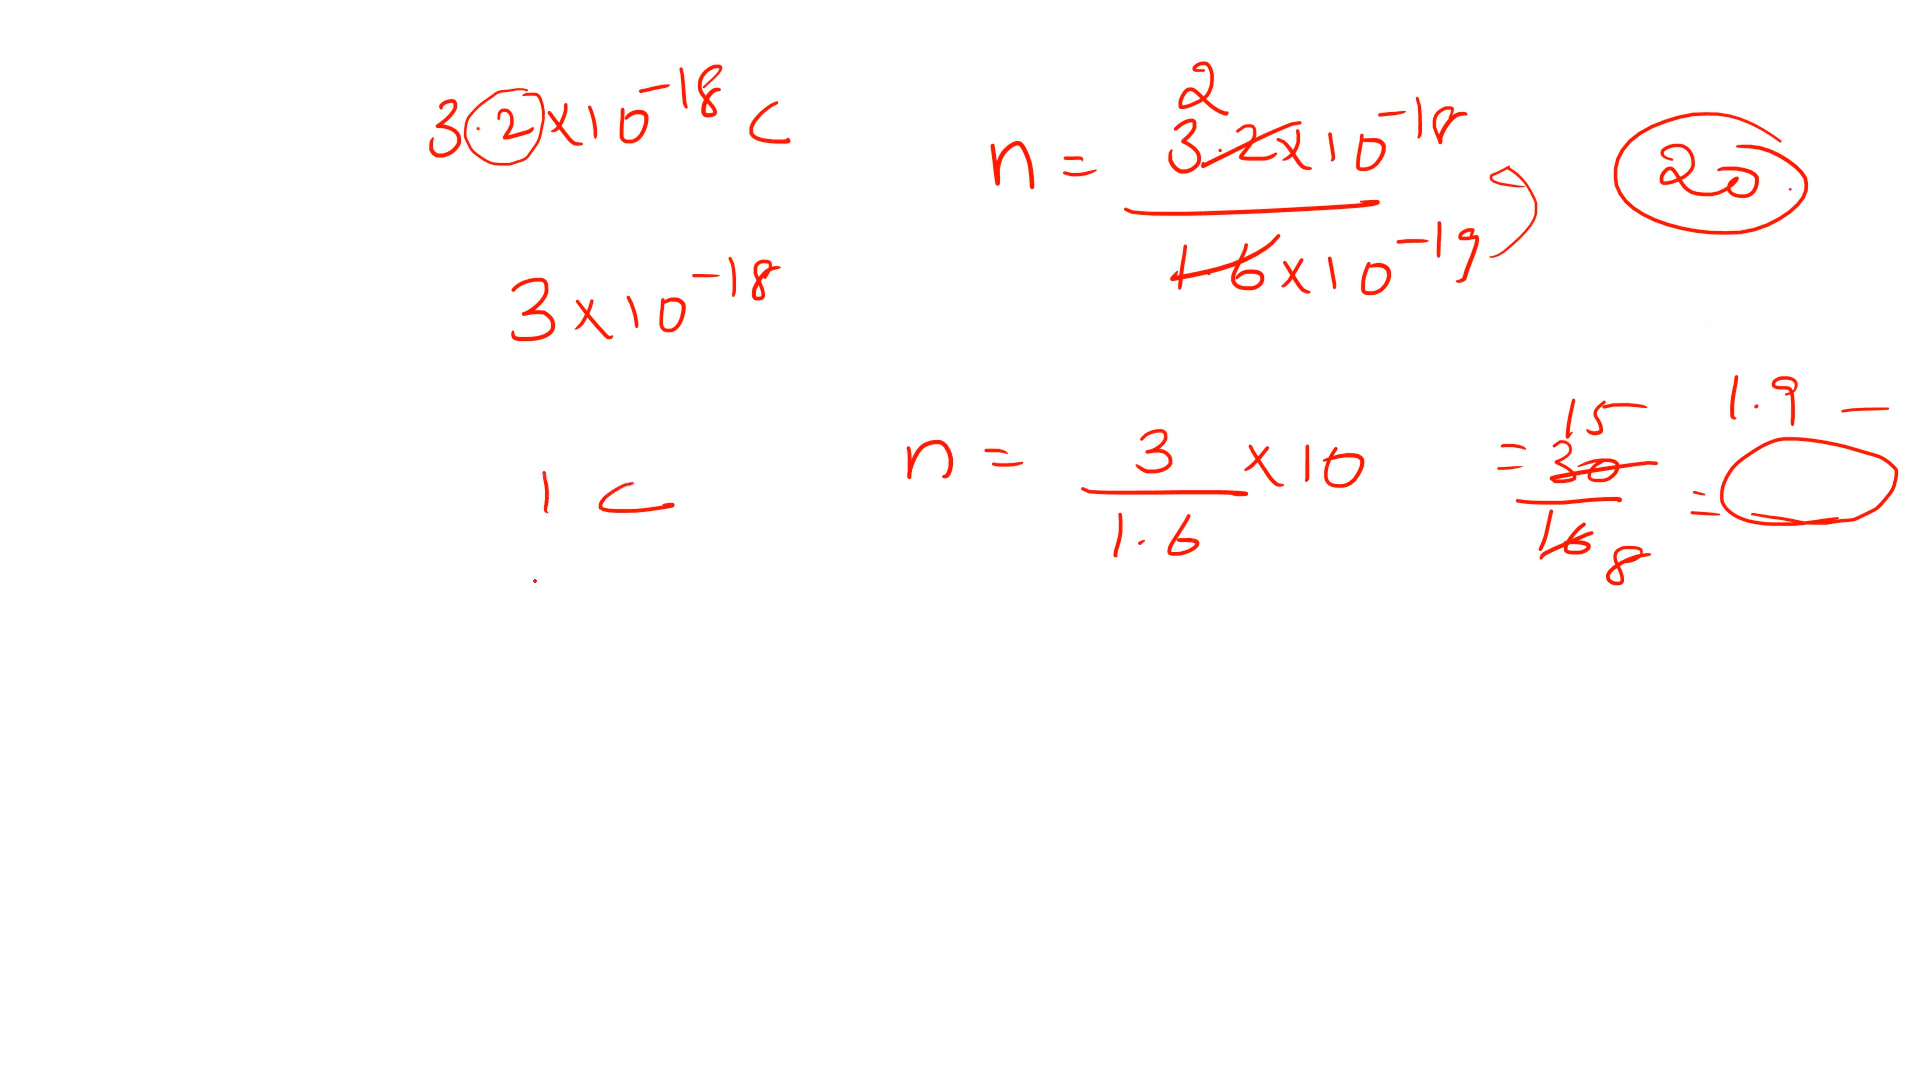 3.2×10⁻¹⁸ C
n = 3.2×10⁻¹⁸ / 1.6×10⁻¹⁹
2
20
3×10⁻¹⁸
1 C
n = 3/1.6 ×10 = 30/16 =
15
8
1.9 —